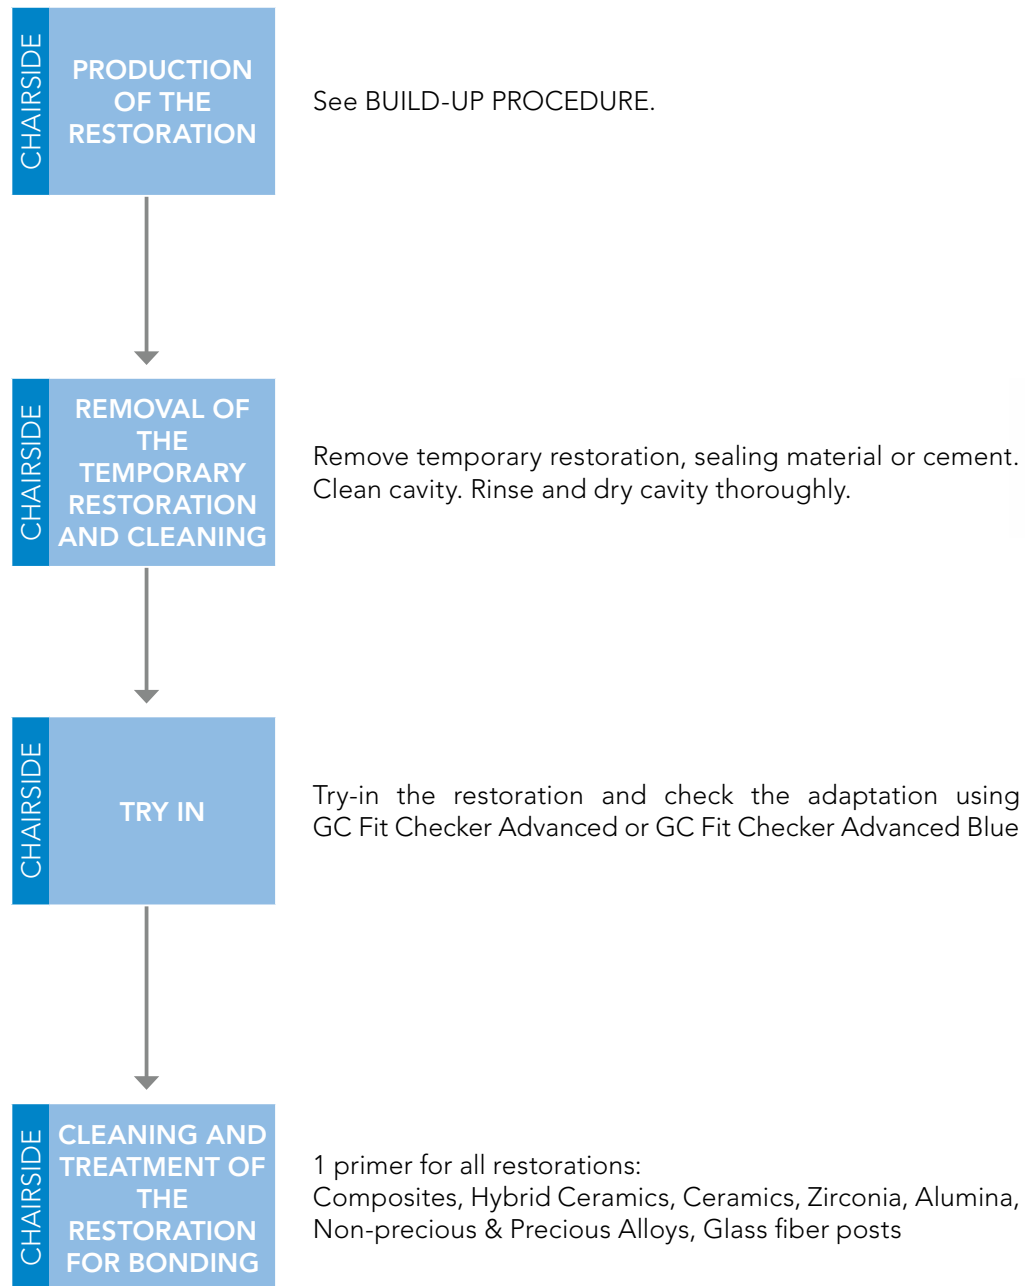 CHAIRSIDE
PRODUCTION
OF THE
RESTORATION
See BUILD-UP PROCEDURE.
CHAIRSIDE
REMOVAL OF
THE
TEMPORARY
RESTORATION
AND CLEANING
Remove temporary restoration, sealing material or cement.
Clean cavity. Rinse and dry cavity thoroughly.
CHAIRSIDE
TRY IN
Try-in the restoration and check the adaptation using
GC Fit Checker Advanced or GC Fit Checker Advanced Blue
CHAIRSIDE
CLEANING AND
TREATMENT OF
THE
RESTORATION
FOR BONDING
1 primer for all restorations:
Composites, Hybrid Ceramics, Ceramics, Zirconia, Alumina,
Non-precious & Precious Alloys, Glass fiber posts